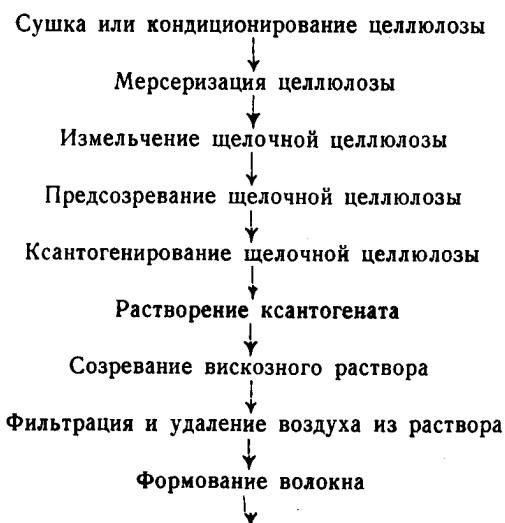 Сушка или кондиционирование целлюлозы
Мерсеризация целлюлозы
Измельчение щелочной целлюлозы
Предсозревание щелочной целлюлозы
Ксантогенирование щелочной целлюлозы
Растворение ксантогената
Созревание вискозного раствора
Фильтрация и удаление воздуха из раствора
Формование волокна